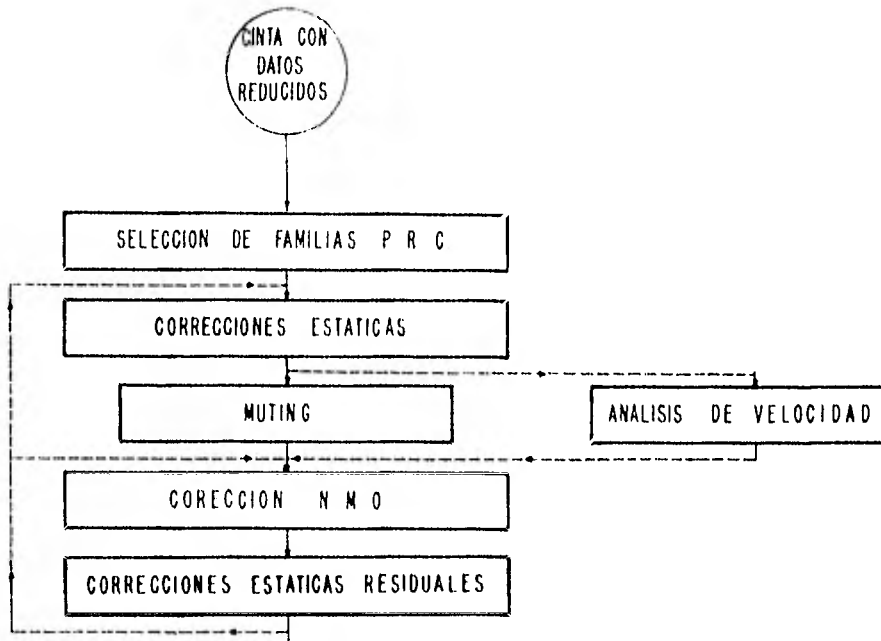 CINTA CON
DATOS
REDUCIDOS
SELECCION DE FAMILIAS P R C
CORRECCIONES ESTATICAS
MUTING
ANALISIS DE VELOCIDAD
CORECCION N M O
CORRECCIONES ESTATICAS RESIDUALES